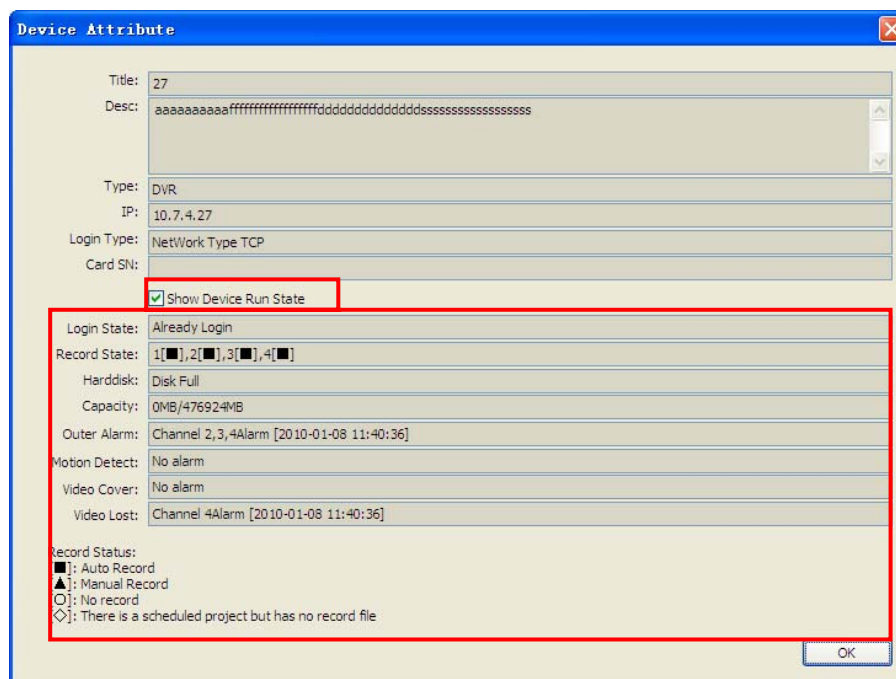 Device Attribute
Title: 27
Desc: aaaaaaaaaaffffffffffffffffffddddddddddddddssssssssssssssssss
Type: DVR
IP: 10.7.4.27
Login Type: NetWork Type TCP
Card SN:
Show Device Run State
Login State: Already Login
Record State: 1[■],2[■],3[■],4[■]
Harddisk: Disk Full
Capacity: 0MB/476924MB
Outer Alarm: Channel 2,3,4Alarm [2010-01-08 11:40:36]
Motion Detect: No alarm
Video Cover: No alarm
Video Lost: Channel 4Alarm [2010-01-08 11:40:36]
Record Status:
[■]: Auto Record
[▲]: Manual Record
[○]: No record
[◇]: There is a scheduled project but has no record file
OK